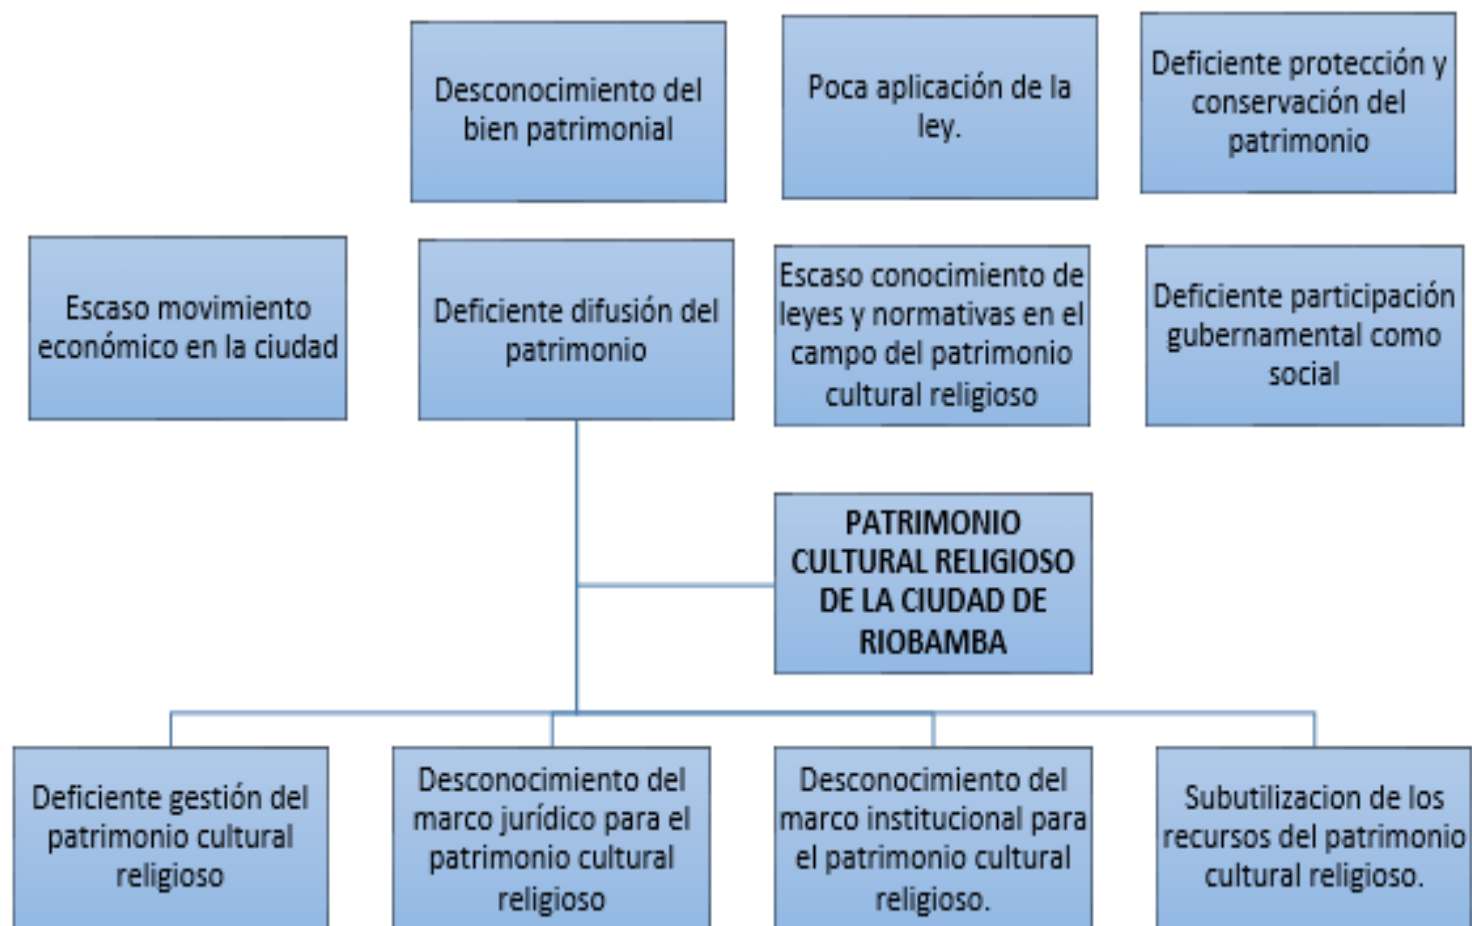 Desconocimiento del
bien patrimonial
Poca aplicación de la
ley.
Deficiente protección y
conservación del
patrimonio
Escaso movimiento
económico en la ciudad
Deficiente difusión del
patrimonio
Escaso conocimiento de
leyes y normativas en el
campo del patrimonio
cultural religioso
Deficiente participación
gubernamental como
social
PATRIMONIO
CULTURAL RELIGIOSO
DE LA CIUDAD DE
RIOBAMBA
Deficiente gestión del
patrimonio cultural
religioso
Desconocimiento del
marco jurídico para el
patrimonio cultural
religioso
Desconocimiento del
marco institucional para
el patrimonio cultural
religioso.
Subutilizacion de los
recursos del patrimonio
cultural religioso.